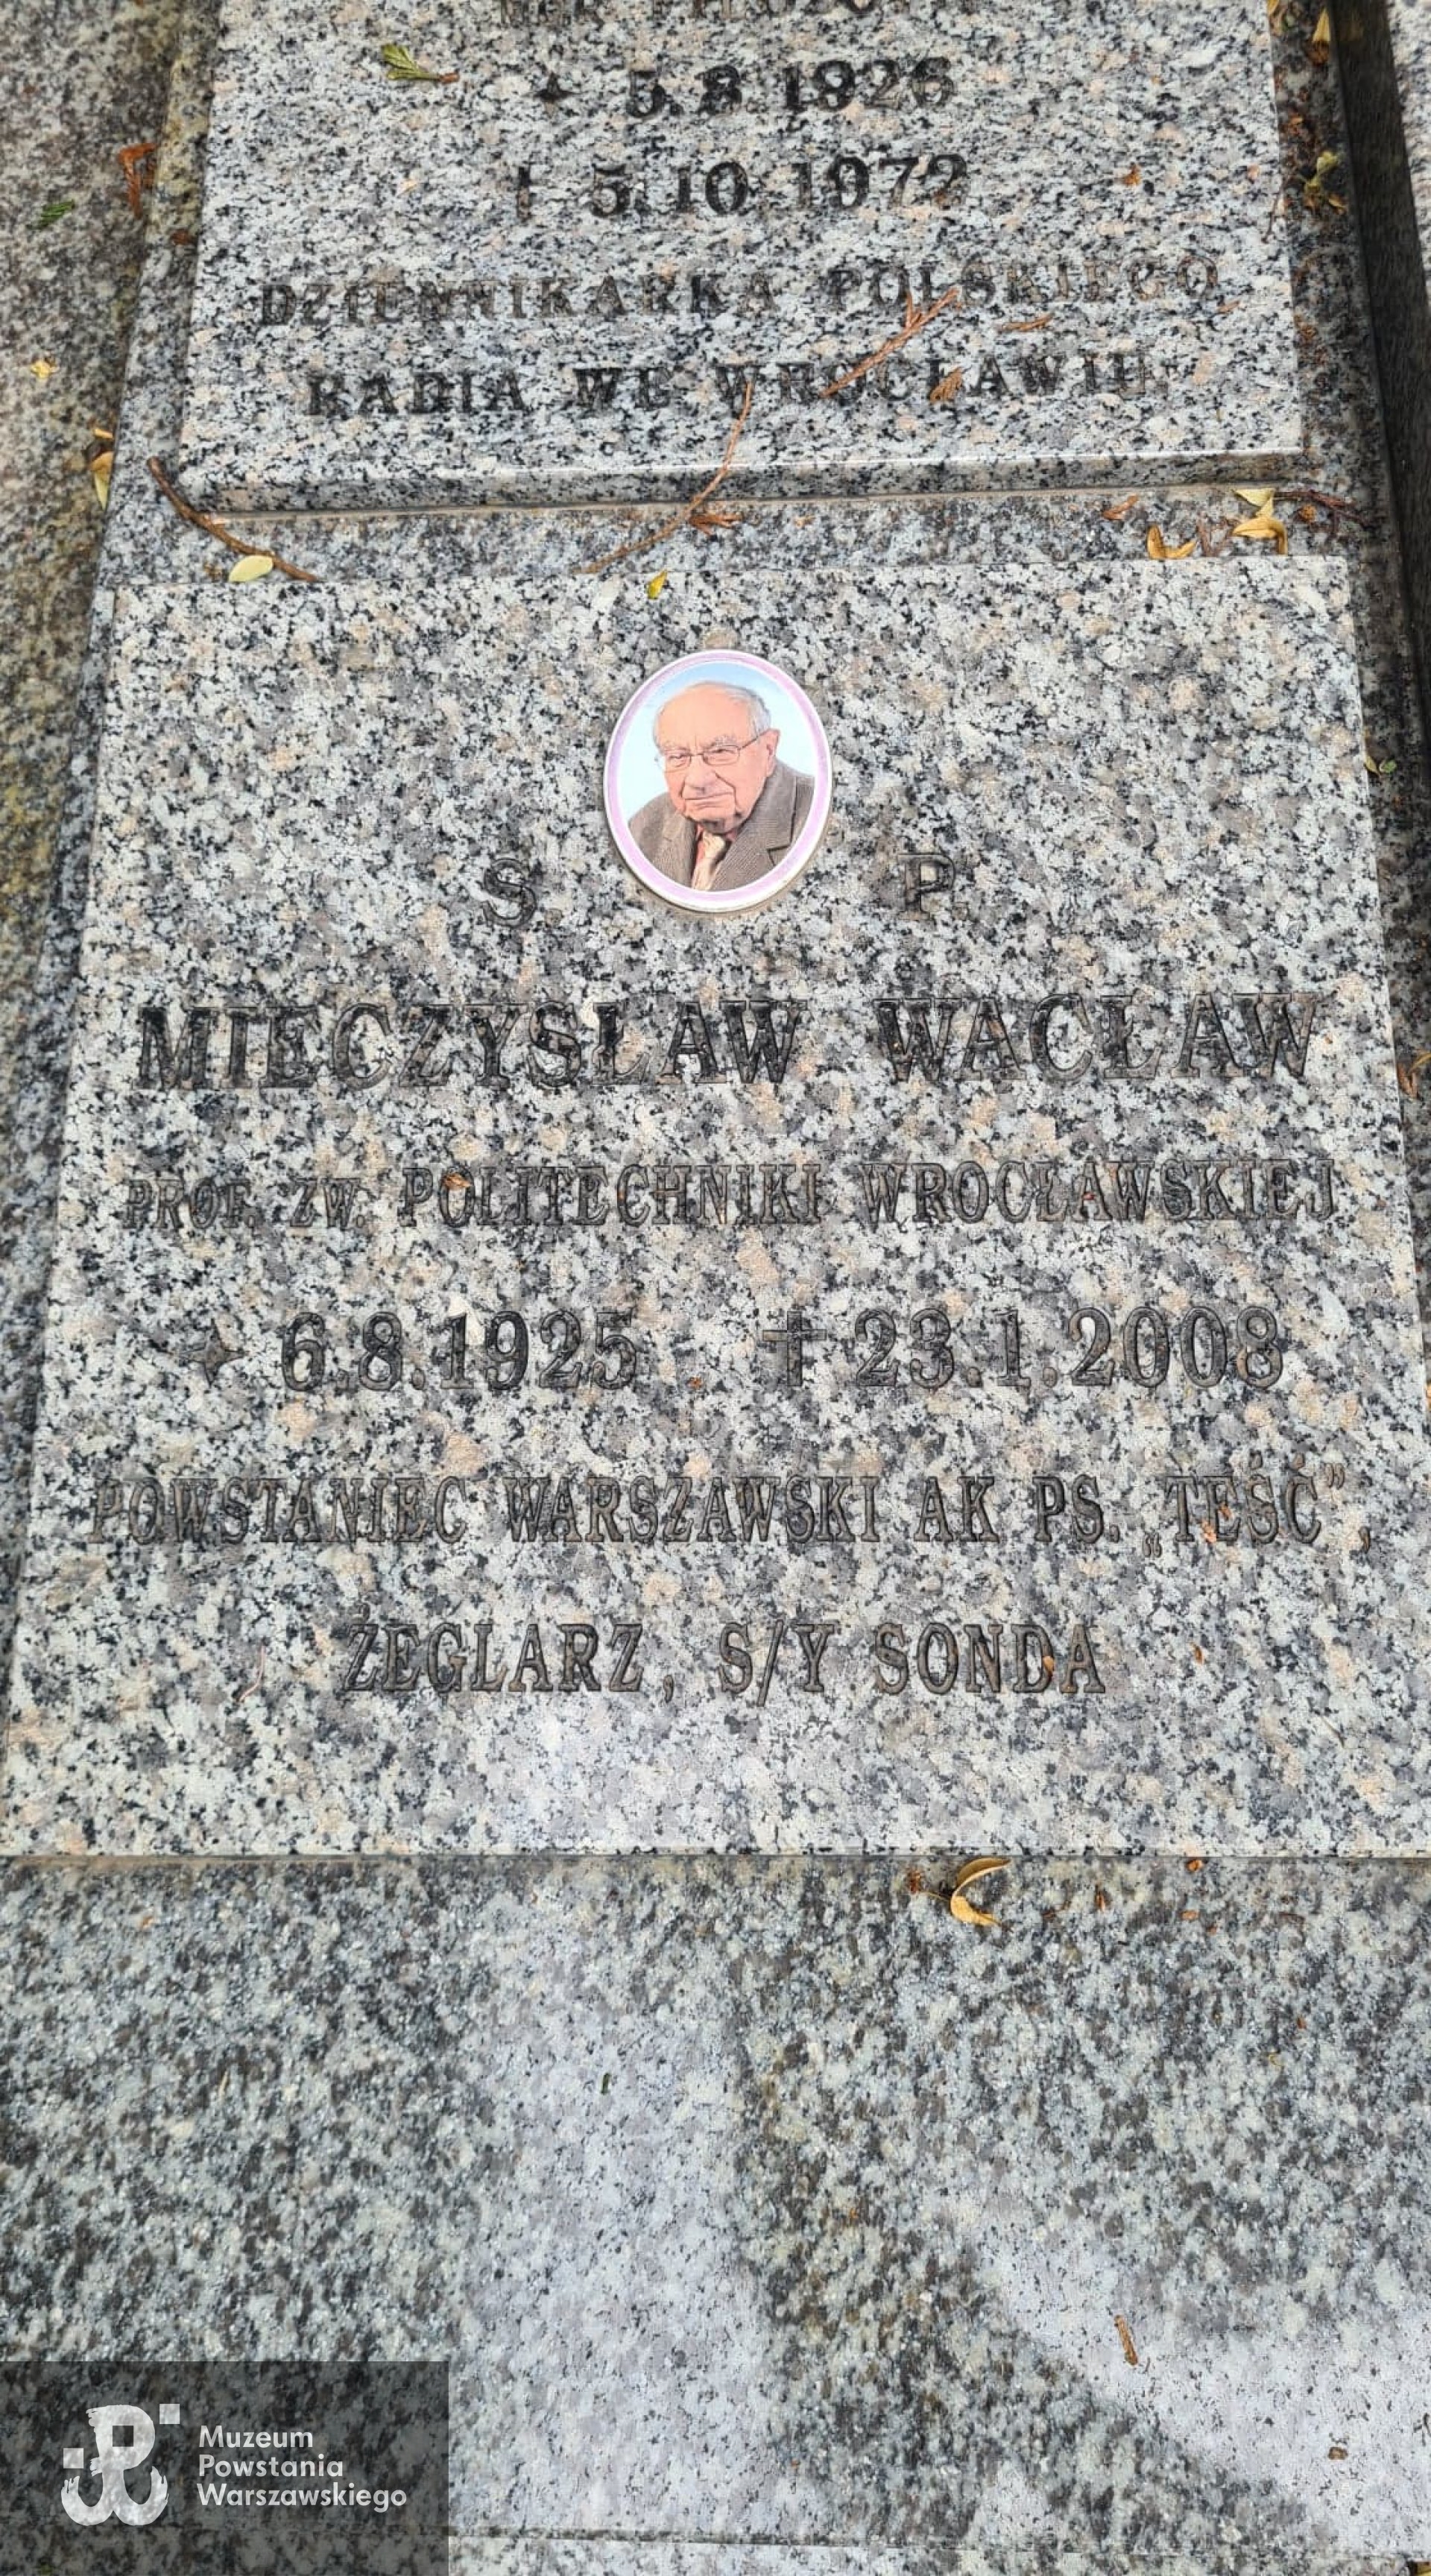 5.8.1926
† 5.10.1972
DZIENNIKARKA POLSKIEGO
RADIA WE WROCŁAWIU
Ś P
MIECZYSŁAW WACŁAW
PROF. ZW. POLITECHNIKI WROCŁAWSKIEJ
6.8.1925 † 23.1.2008
POWSTANIEC WARSZAWSKI AK PS. „TEŚĆ”,
ŻEGLARZ, S/Y SONDA
Muzeum
Powstania
Warszawskiego